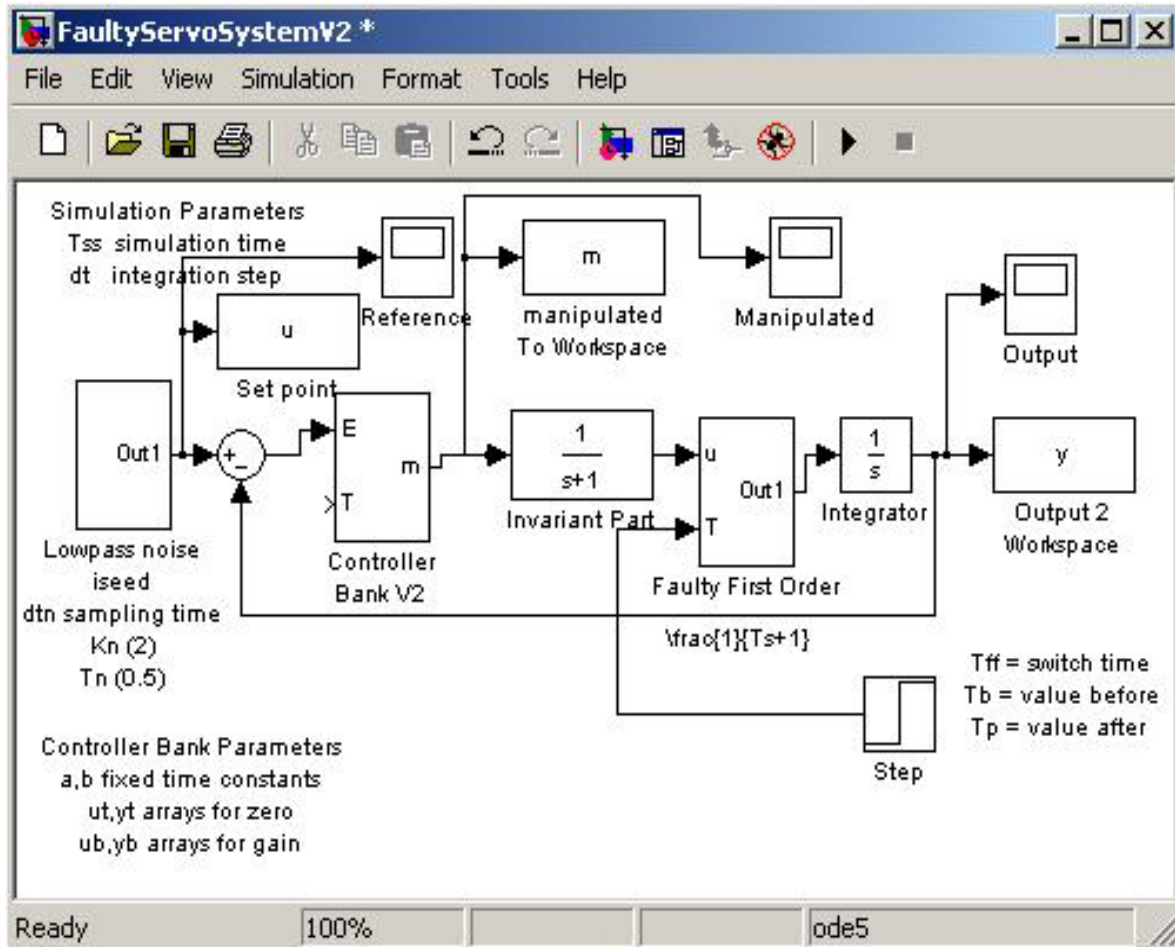 FaultyServoSystemV2 *
File Edit View Simulation Format Tools Help
Simulation Parameters
Tss simulation time
dt integration step
Reference
m
manipulated
To Workspace
Manipulated
Output
u
Set point
Out1
Lowpass noise
iseed
dtn sampling time
Kn (2)
Tn (0.5)
+
-
E
T
m
Controller
Bank V2
1
s+1
Invariant Part
u
T
Out1
Faulty First Order
\frac{1}{Ts+1}
1
s
Integrator
y
Output 2
Workspace
Step
Tff = switch time
Tb = value before
Tp = value after
Controller Bank Parameters
a,b fixed time constants
ut,yt arrays for zero
ub,yb arrays for gain
Ready 100% ode5